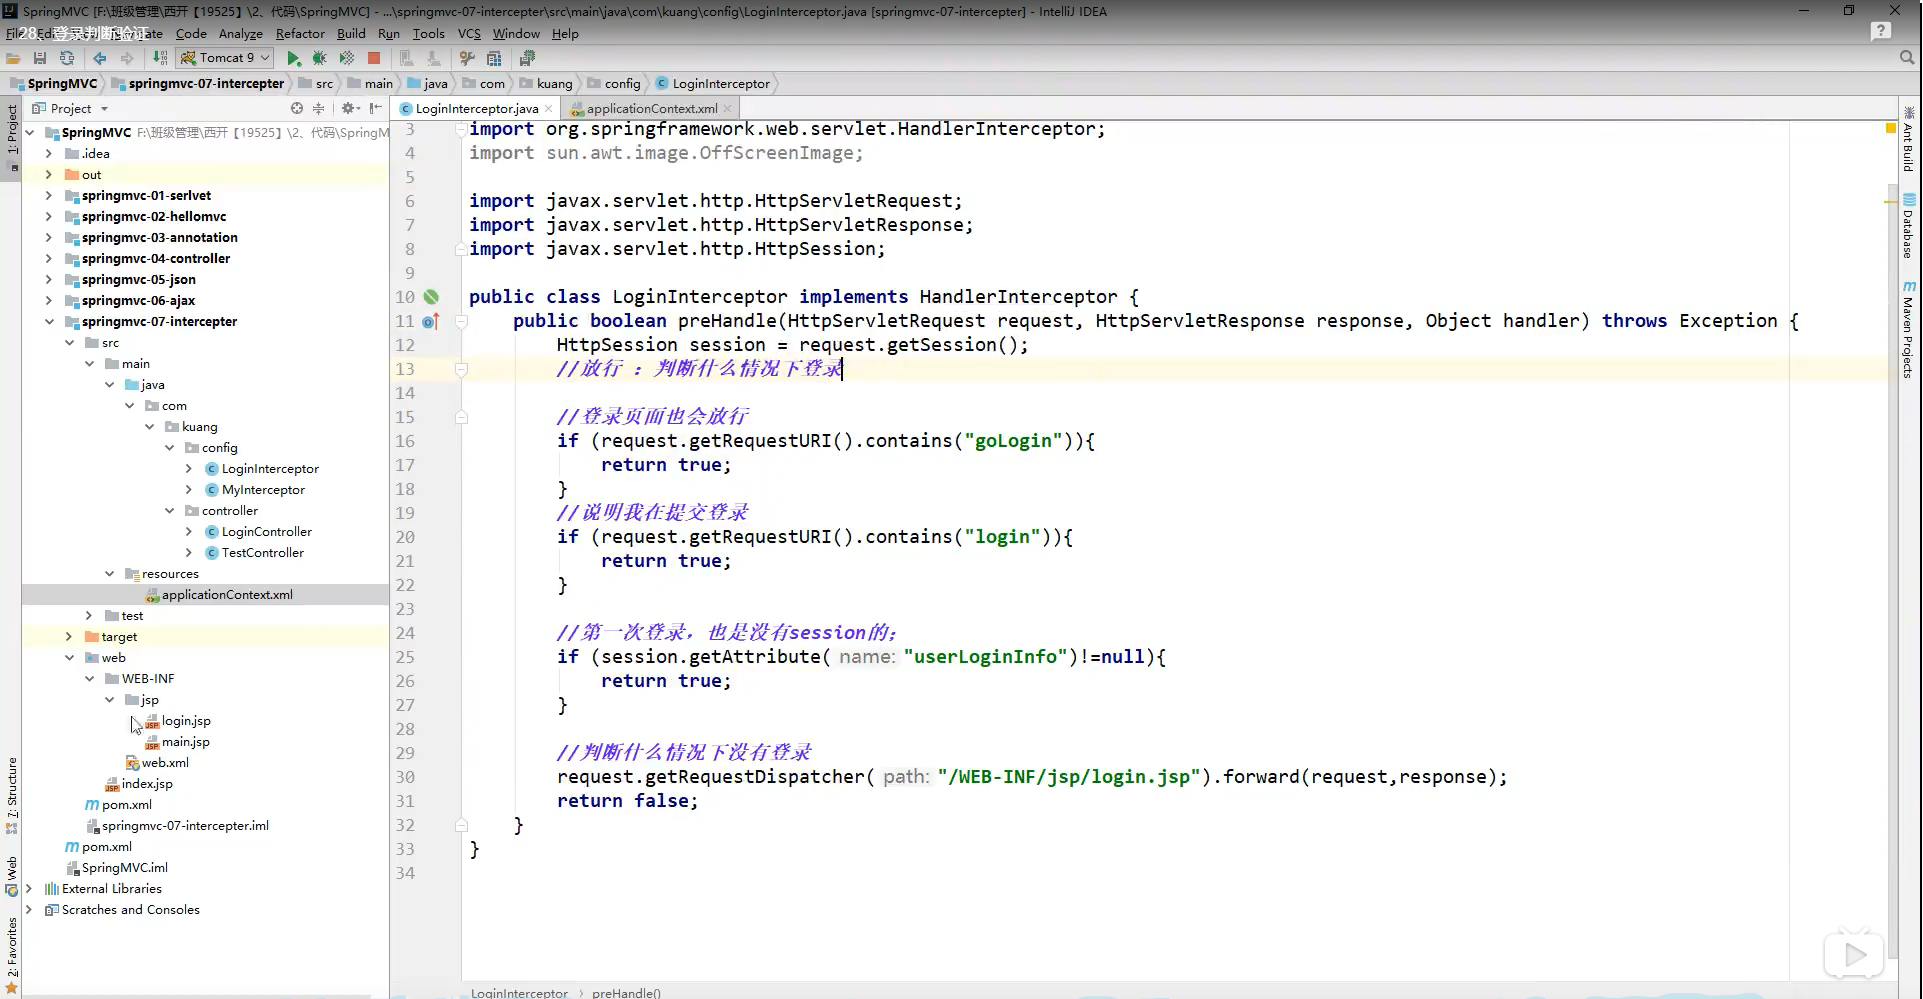 SpringMVC [F:\班级管理\西开【19525】\2、代码\SpringMVC] - ...\springmvc-07-intercepter\src\main\java\com\kuang\config\LoginInterceptor.java [springmvc-07-intercepter] - IntelliJ IDEA
28、登录判断验证
Code Analyze Refactor Build Run Tools VCS Window Help
Tomcat 9
SpringMVC springmvc-07-intercepter src main java com kuang config LoginInterceptor
Project
LoginInterceptor.java applicationContext.xml
1: Project
7: Structure
Web
2: Favorites
SpringMVC F:\班级管理\西开【19525】\2、代码\SpringM
.idea
out
springmvc-01-serlvet
springmvc-02-hellomvc
springmvc-03-annotation
springmvc-04-controller
springmvc-05-json
springmvc-06-ajax
springmvc-07-intercepter
src
main
java
com
kuang
config
LoginInterceptor
MyInterceptor
controller
LoginController
TestController
resources
applicationContext.xml
test
target
web
WEB-INF
jsp
login.jsp
main.jsp
web.xml
index.jsp
pom.xml
springmvc-07-intercepter.iml
pom.xml
SpringMVC.iml
External Libraries
Scratches and Consoles
3 import org.springframework.web.servlet.HandlerInterceptor;
4 import sun.awt.image.OffScreenImage;
5
6 import javax.servlet.http.HttpServletRequest;
7 import javax.servlet.http.HttpServletResponse;
8 import javax.servlet.http.HttpSession;
9
10 public class LoginInterceptor implements HandlerInterceptor {
11 public boolean preHandle(HttpServletRequest request, HttpServletResponse response, Object handler) throws Exception {
12 HttpSession session = request.getSession();
13 //放行 : 判断什么情况下登录
14
15 //登录页面也会放行
16 if (request.getRequestURI().contains("goLogin")){
17 return true;
18 }
19 //说明我在提交登录
20 if (request.getRequestURI().contains("login")){
21 return true;
22 }
23
24 //第一次登录，也是没有session的；
25 if (session.getAttribute( name: "userLoginInfo")!=null){
26 return true;
27 }
28
29 //判断什么情况下没有登录
30 request.getRequestDispatcher( path: "/WEB-INF/jsp/login.jsp").forward(request,response);
31 return false;
32 }
33 }
34
LoginInterceptor preHandle()
Ant Build
Database
Maven Projects